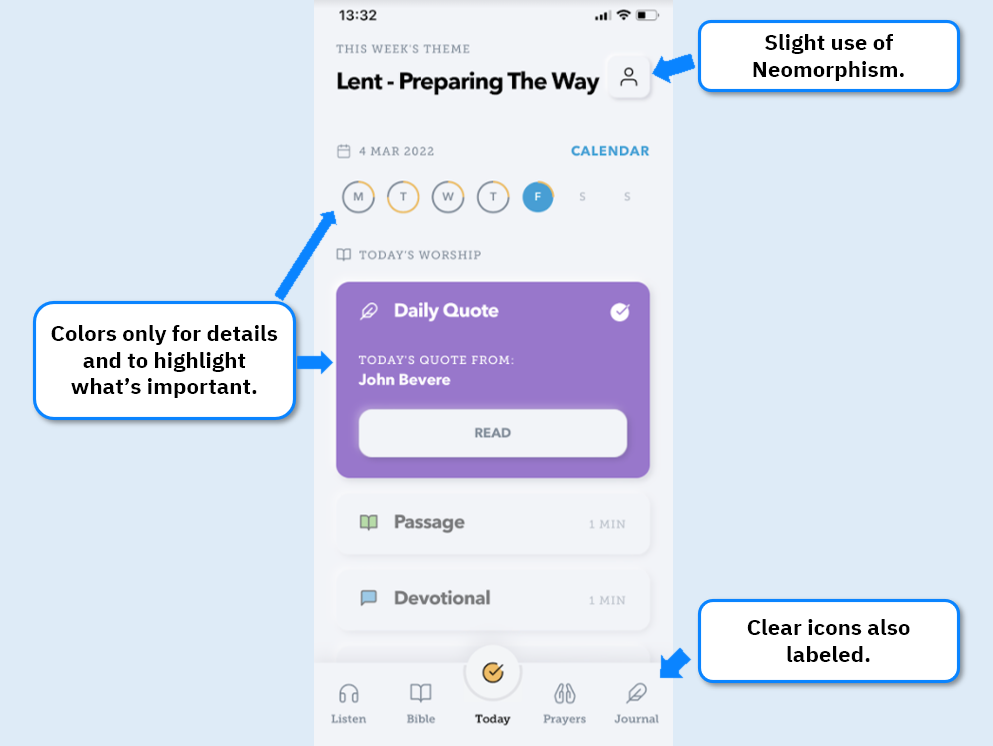 13:32
THIS WEEK'S THEME
Lent - Preparing The Way
Slight use of
Neomorphism.
4 MAR 2022
CALENDAR
M T W T F S S
TODAY'S WORSHIP
Daily Quote
TODAY'S QUOTE FROM:
John Bevere
READ
Colors only for details
and to highlight
what's important.
Passage
1 MIN
Devotional
1 MIN
Clear icons also
labeled.
Listen
Bible
Today
Prayers
Journal